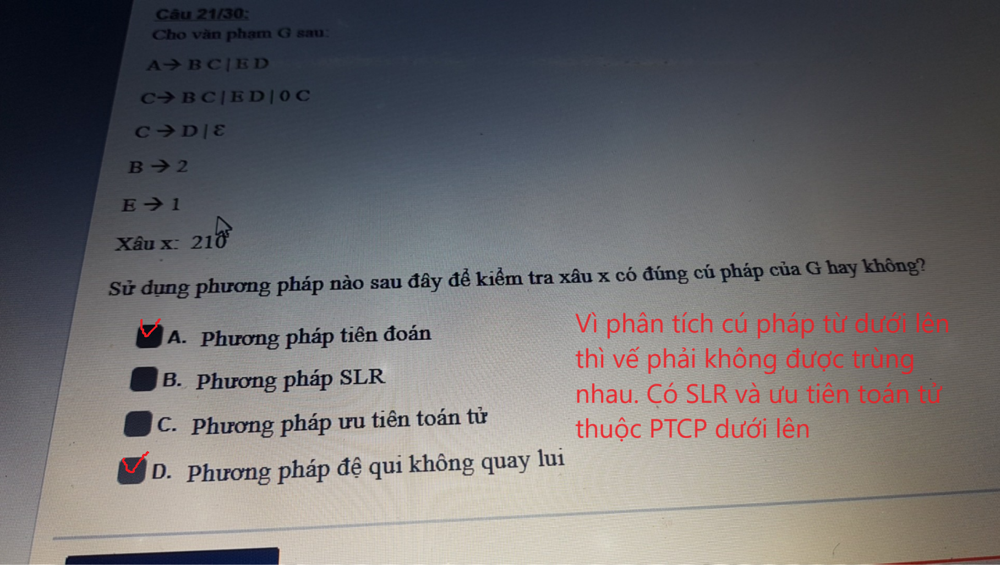 Câu 21/30:
Cho văn phạm G sau:
A→ B C | E D
C→ B C | E D | 0 C
C → D | Ɛ
B → 2
E → 1
Xâu x: 210
Sử dụng phương pháp nào sau đây để kiểm tra xâu x có đúng cú pháp của G hay không?
A. Phương pháp tiên đoán
B. Phương pháp SLR
C. Phương pháp ưu tiên toán tử
D. Phương pháp đệ qui không quay lui
Vì phân tích cú pháp từ dưới lên
thì vế phải không được trùng
nhau. Có SLR và ưu tiên toán tử
thuộc PTCP dưới lên